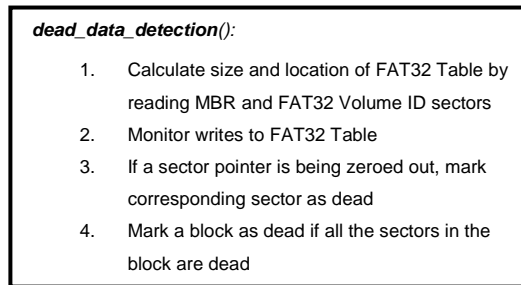 dead_data_detection():
1. Calculate size and location of FAT32 Table by
reading MBR and FAT32 Volume ID sectors
2. Monitor writes to FAT32 Table
3. If a sector pointer is being zeroed out, mark
corresponding sector as dead
4. Mark a block as dead if all the sectors in the
block are dead